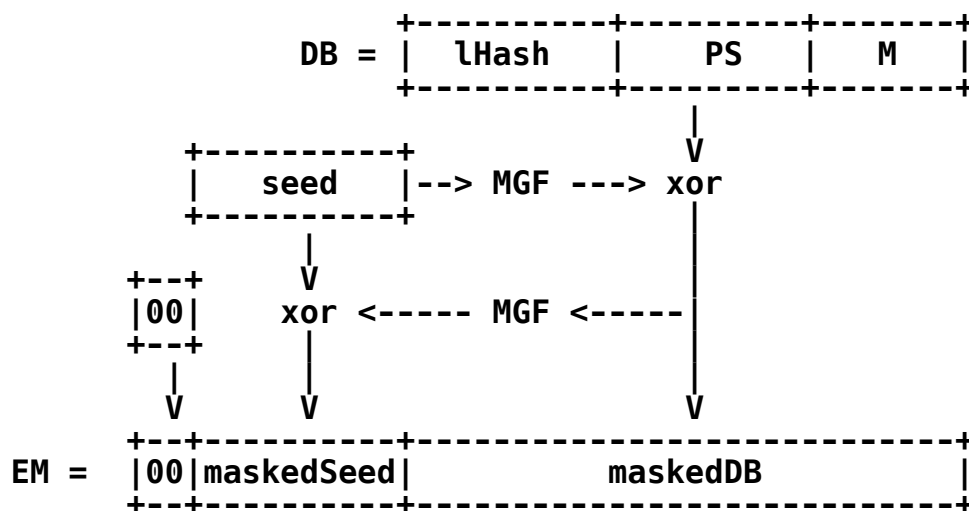 +----------+---------+-------+
                DB = |  lHash   |    PS   |   M   |
                     +----------+---------+-------+
                                    |
          +----------+              V
          |   seed   |--> MGF ---> xor
          +----------+              |
                |                   |
       +--+     V                   |
       |00|    xor <----- MGF <-----|
       +--+     |                   |
         |      |                   |
         V      V                   V
       +--+----------+----------------------------+
 EM =  |00|maskedSeed|          maskedDB          |
       +--+----------+----------------------------+